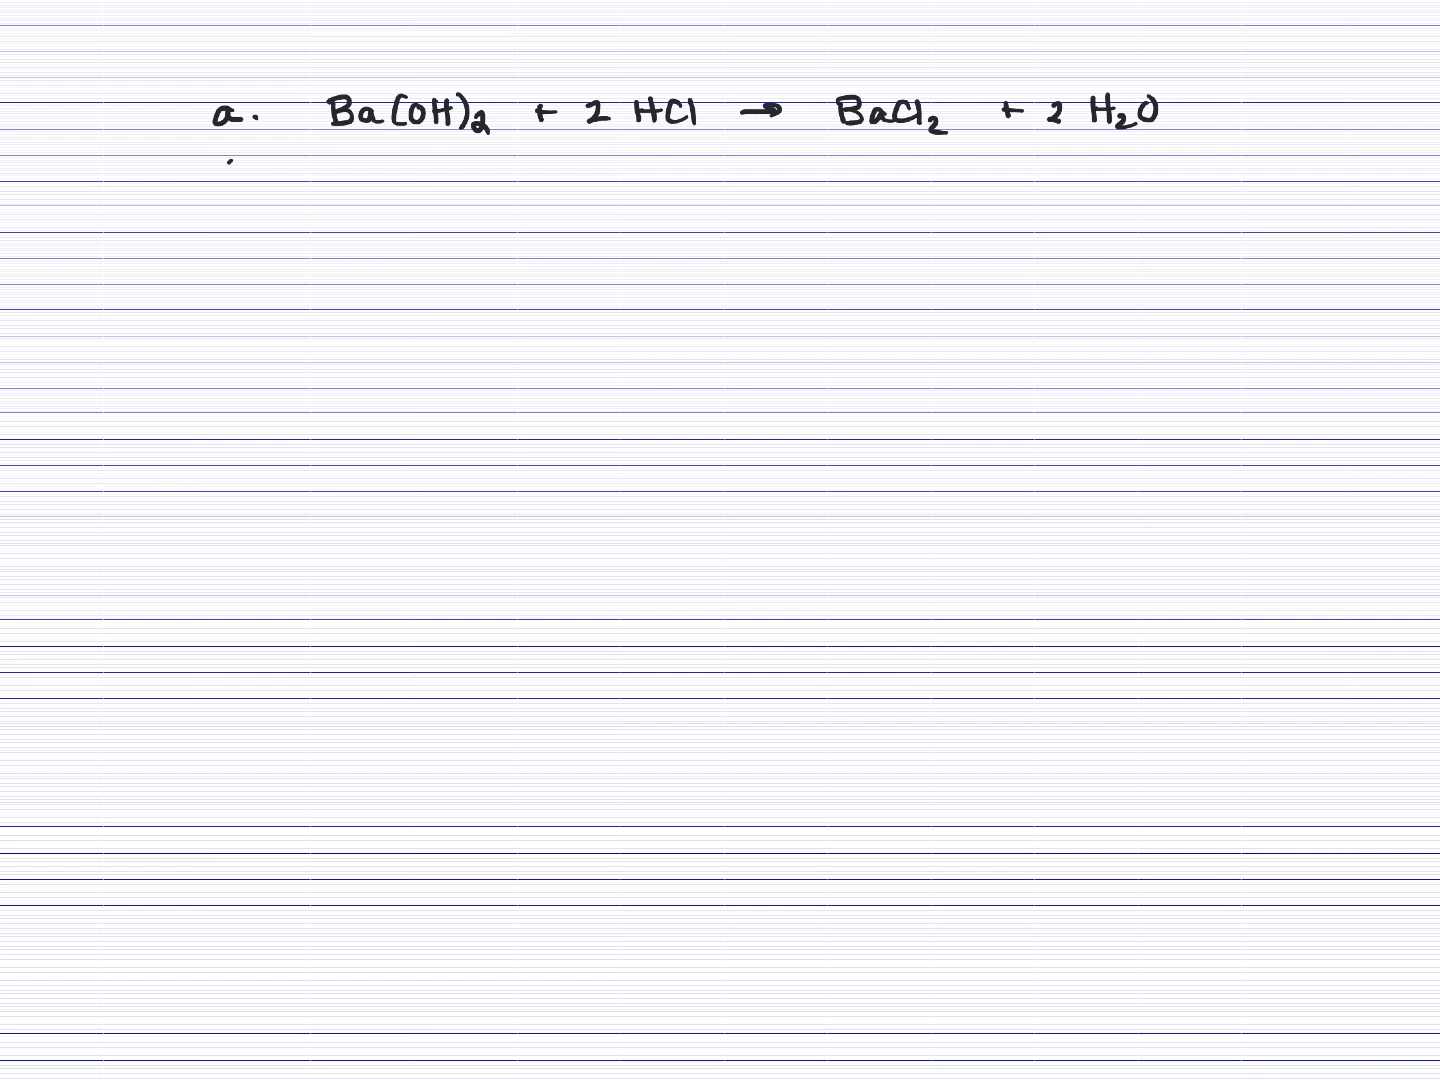 a. Ba(OH)₂ + 2 HCl → BaCl₂ + 2 H₂O